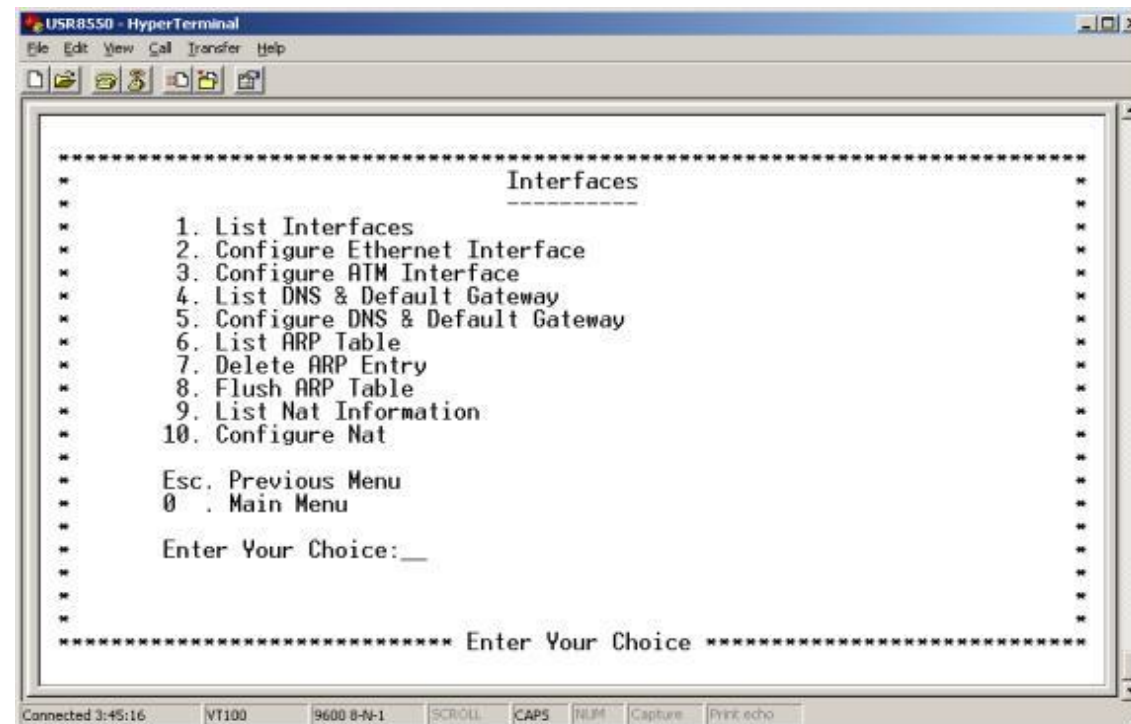 USR8550 - HyperTerminal
File Edit View Call Transfer Help
********************************************************************************
* Interfaces *
* ---------- *
* 1. List Interfaces *
* 2. Configure Ethernet Interface *
* 3. Configure ATM Interface *
* 4. List DNS & Default Gateway *
* 5. Configure DNS & Default Gateway *
* 6. List ARP Table *
* 7. Delete ARP Entry *
* 8. Flush ARP Table *
* 9. List Nat Information *
* 10. Configure Nat *
* Esc. Previous Menu *
* 0 . Main Menu *
* Enter Your Choice:__ *
****************************** Enter Your Choice *****************************
Connected 3:45:16 VT100 9600 8-N-1 SCROLL CAPS NUM Capture Print echo